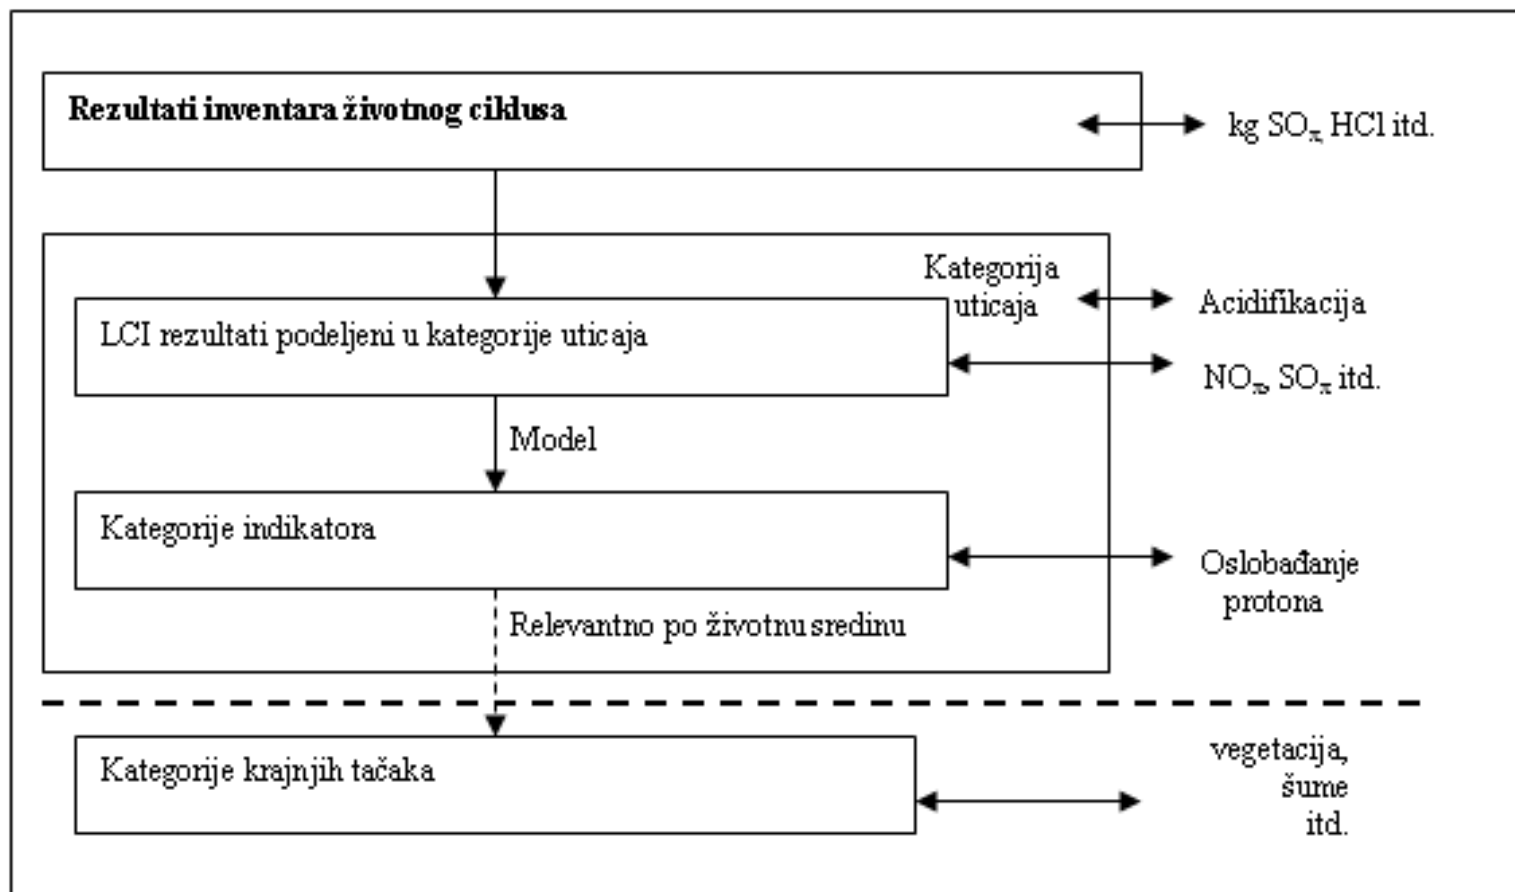 Rezultati inventara životnog ciklusa
kg SOₓ, HCl itd.
Kategorija
uticaja
Acidifikacija
LCI rezultati podeljeni u kategorije uticaja
NOₓ, SOₓ itd.
Model
Kategorije indikatora
Oslobađanje
protona
Relevantno po životnu sredinu
Kategorije krajnjih tačaka
vegetacija,
šume
itd.